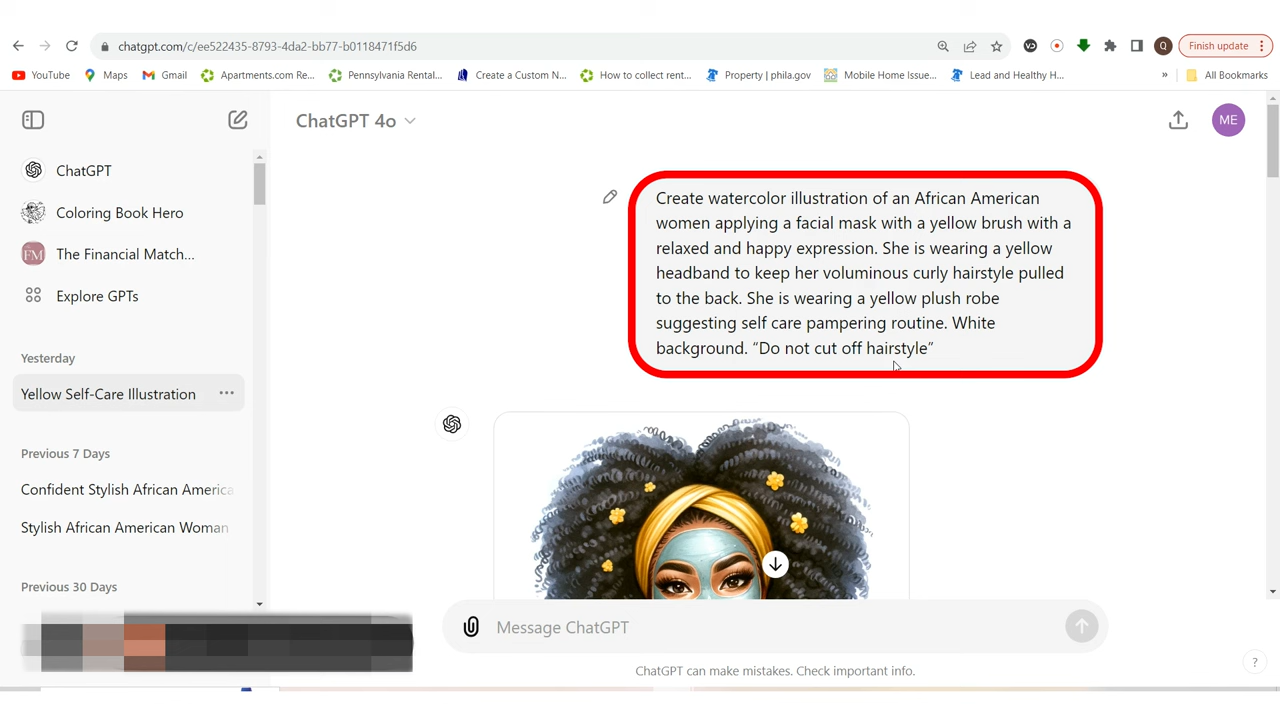 chatgpt.com/c/ee522435-8793-4da2-bb77-b0118471f5d6
Q
Finish update
YouTube
Maps
Gmail
Apartments.com Re...
Pennsylvania Rental...
Create a Custom N...
How to collect rent...
Property | phila.gov
Mobile Home Issue...
Lead and Healthy H...
»
All Bookmarks
ChatGPT 4o
ME
ChatGPT
Coloring Book Hero
FM
The Financial Match...
Explore GPTs
Yesterday
Yellow Self-Care Illustration
Previous 7 Days
Confident Stylish African America
Stylish African American Woman
Previous 30 Days
Create watercolor illustration of an African American
women applying a facial mask with a yellow brush with a
relaxed and happy expression. She is wearing a yellow
headband to keep her voluminous curly hairstyle pulled
to the back. She is wearing a yellow plush robe
suggesting self care pampering routine. White
background. “Do not cut off hairstyle”
Message ChatGPT
ChatGPT can make mistakes. Check important info.
?